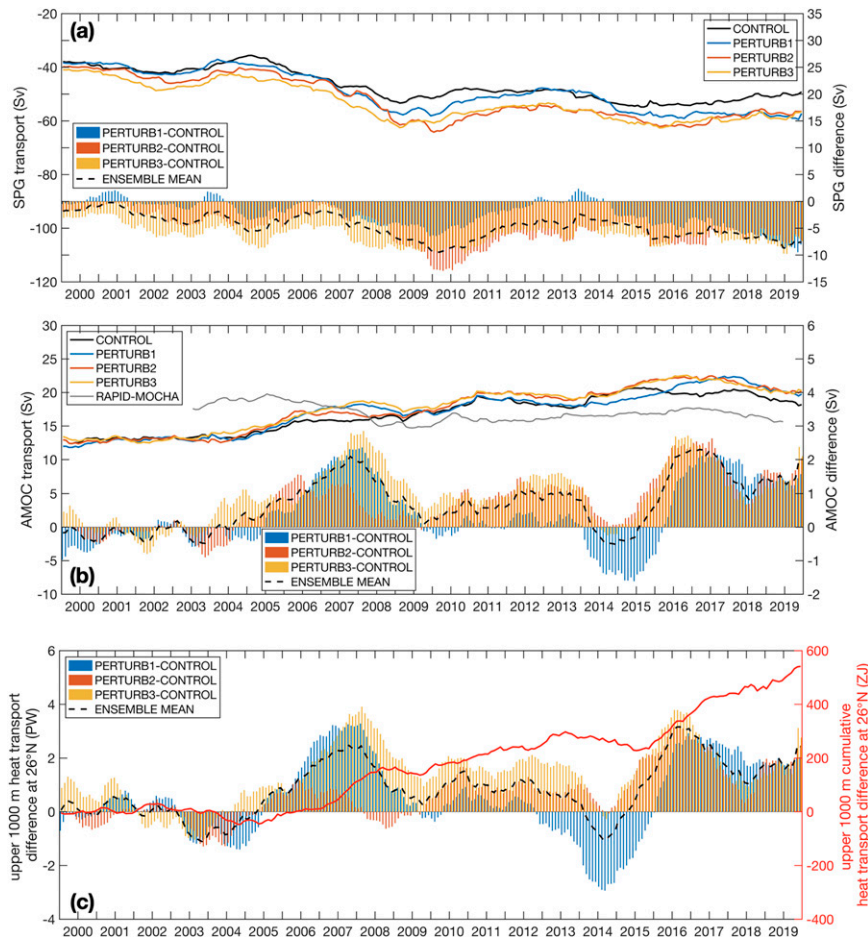 (a)
SPG transport (Sv)
-20
-40
-60
-80
-100
-120
CONTROL
PERTURB1
PERTURB2
PERTURB3
PERTURB1-CONTROL
PERTURB2-CONTROL
PERTURB3-CONTROL
ENSEMBLE MEAN
35
30
25
20
15
10
5
0
-5
-10
-15
SPG difference (Sv)
2000 2001 2002 2003 2004 2005 2006 2007 2008 2009 2010 2011 2012 2013 2014 2015 2016 2017 2018 2019
(b)
AMOC transport (Sv)
30
25
20
15
10
5
0
-5
-10
CONTROL
PERTURB1
PERTURB2
PERTURB3
RAPID-MOCHA
PERTURB1-CONTROL
PERTURB2-CONTROL
PERTURB3-CONTROL
ENSEMBLE MEAN
6
5
4
3
2
1
0
-1
-2
AMOC difference (Sv)
2000 2001 2002 2003 2004 2005 2006 2007 2008 2009 2010 2011 2012 2013 2014 2015 2016 2017 2018 2019
(c)
upper 1000 m heat transport
difference at 26°N (PW)
6
4
2
0
-2
-4
PERTURB1-CONTROL
PERTURB2-CONTROL
PERTURB3-CONTROL
ENSEMBLE MEAN
600
400
200
0
-200
-400
upper 1000 m cumulative
heat transport difference at 26°N (ZJ)
2000 2001 2002 2003 2004 2005 2006 2007 2008 2009 2010 2011 2012 2013 2014 2015 2016 2017 2018 2019